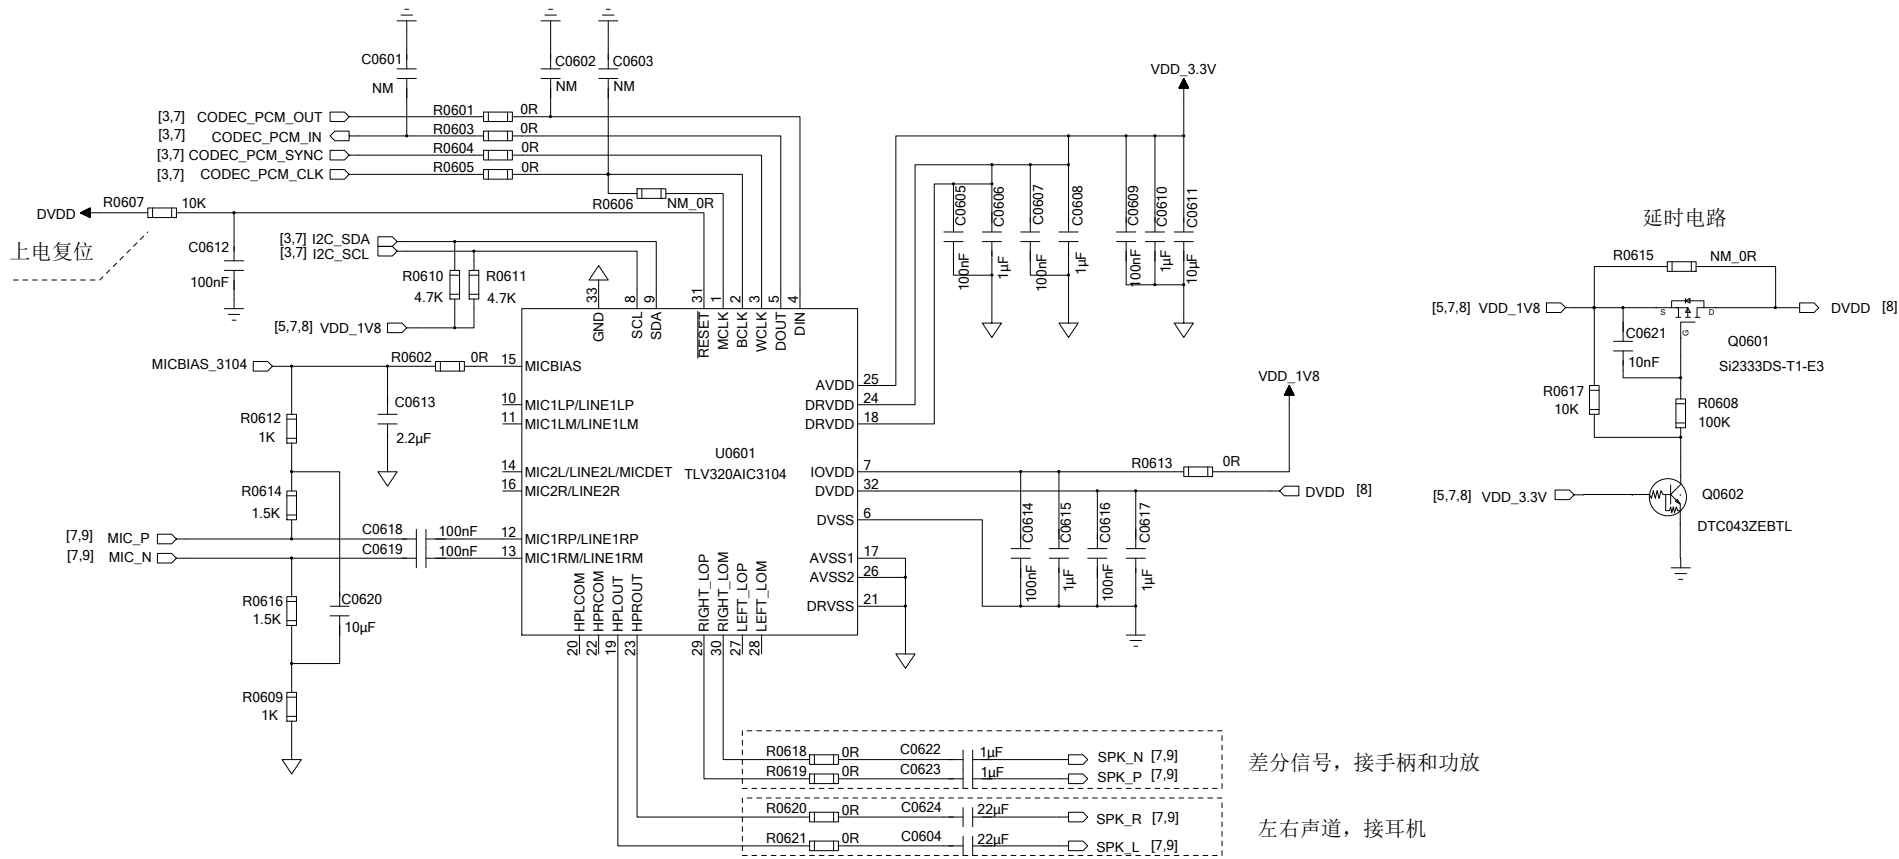 C0601
NM
C0602
NM
C0603
NM
VDD_3.3V
[3,7] CODEC_PCM_OUT R0601 0R
[3,7] CODEC_PCM_IN R0603 0R
[3,7] CODEC_PCM_SYNC R0604 0R
[3,7] CODEC_PCM_CLK R0605 0R
R0606 NM_0R
DVDD R0607 10K
上电复位
C0612
100nF
[3,7] I2C_SDA
[3,7] I2C_SCL
R0610
4.7K
R0611
4.7K
[5,7,8] VDD_1V8
33 8 9 31 1 2 3 5 4
GND SCL SDA RESET MCLK BCLK WCLK DOUT DIN
C0605
100nF
C0606
1μF
C0607
100nF
C0608
1μF
C0609
100nF
C0610
1μF
C0611
10μF
MICBIAS_3104 R0602 0R 15 MICBIAS
10 MIC1LP/LINE1LP
11 MIC1LM/LINE1LM
14 MIC2L/LINE2L/MICDET
16 MIC2R/LINE2R
12 MIC1RP/LINE1RP
13 MIC1RM/LINE1RM
U0601
TLV320AIC3104
AVDD 25
DRVDD 24
DRVDD 18
IOVDD 7
DVDD 32
DVSS 6
AVSS1 17
AVSS2 26
DRVSS 21
R0612
1K
C0613
2.2μF
R0614
1.5K
[7,9] MIC_P C0618 100nF
[7,9] MIC_N C0619 100nF
R0616
1.5K
C0620
10μF
R0609
1K
VDD_1V8
R0613 0R
DVDD [8]
C0614
100nF
C0615
1μF
C0616
100nF
C0617
1μF
HPLCOM HPRCOM HPLOUT HPROUT RIGHT_LOP RIGHT_LOM LEFT_LOP LEFT_LOM
20 22 19 23 29 30 27 28
R0618 0R C0622 1μF SPK_N [7,9]
R0619 0R C0623 1μF SPK_P [7,9]
差分信号，接手柄和功放
R0620 0R C0624 22μF SPK_R [7,9]
R0621 0R C0604 22μF SPK_L [7,9]
左右声道，接耳机
延时电路
R0615 NM_0R
[5,7,8] VDD_1V8 S D DVDD [8]
G
C0621
10nF
Q0601
Si2333DS-T1-E3
R0617
10K
R0608
100K
[5,7,8] VDD_3.3V
Q0602
DTC043ZEBTL